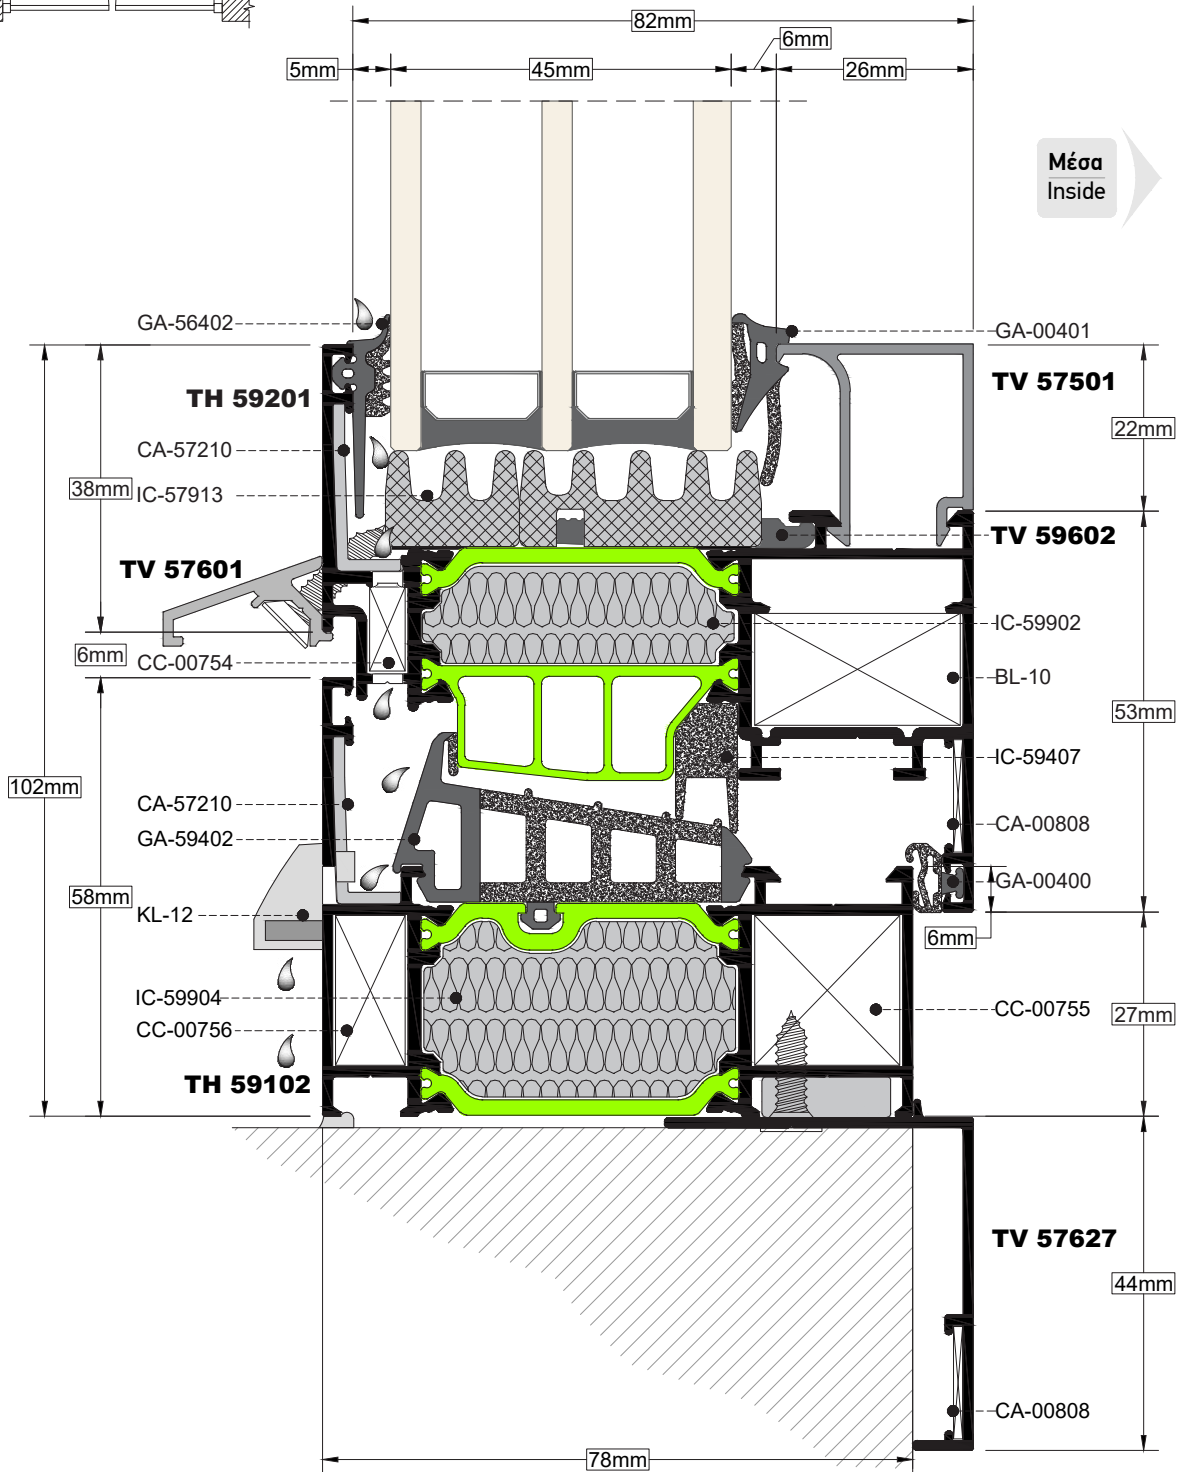 82mm
6mm
5mm
45mm
26mm
Μέσα
Inside
GA-56402
GA-00401
TH 59201
TV 57501
22mm
CA-57210
38mm
IC-57913
TV 59602
TV 57601
IC-59902
6mm
CC-00754
BL-10
53mm
IC-59407
102mm
CA-57210
CA-00808
GA-59402
GA-00400
58mm
KL-12
6mm
IC-59904
CC-00755
27mm
CC-00756
TH 59102
TV 57627
44mm
CA-00808
78mm